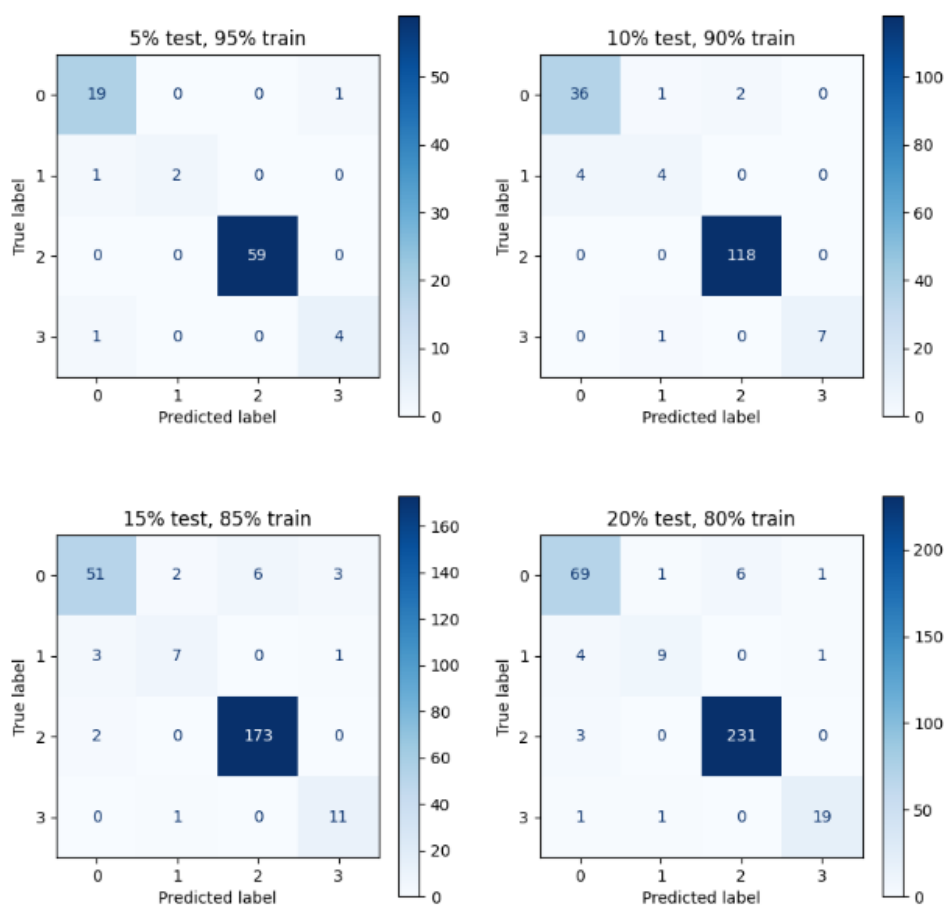 5% test, 95% train
10% test, 90% train
0 19 0 0 1
1 1 2 0 0
2 0 0 59 0
3 1 0 0 4
0 1 2 3
Predicted label
True label
50
40
30
20
10
0
0 36 1 2 0
1 4 4 0 0
2 0 0 118 0
3 0 1 0 7
0 1 2 3
Predicted label
True label
100
80
60
40
20
0
15% test, 85% train
20% test, 80% train
0 51 2 6 3
1 3 7 0 1
2 2 0 173 0
3 0 1 0 11
0 1 2 3
Predicted label
True label
160
140
120
100
80
60
40
20
0
0 69 1 6 1
1 4 9 0 1
2 3 0 231 0
3 1 1 0 19
0 1 2 3
Predicted label
True label
200
150
100
50
0